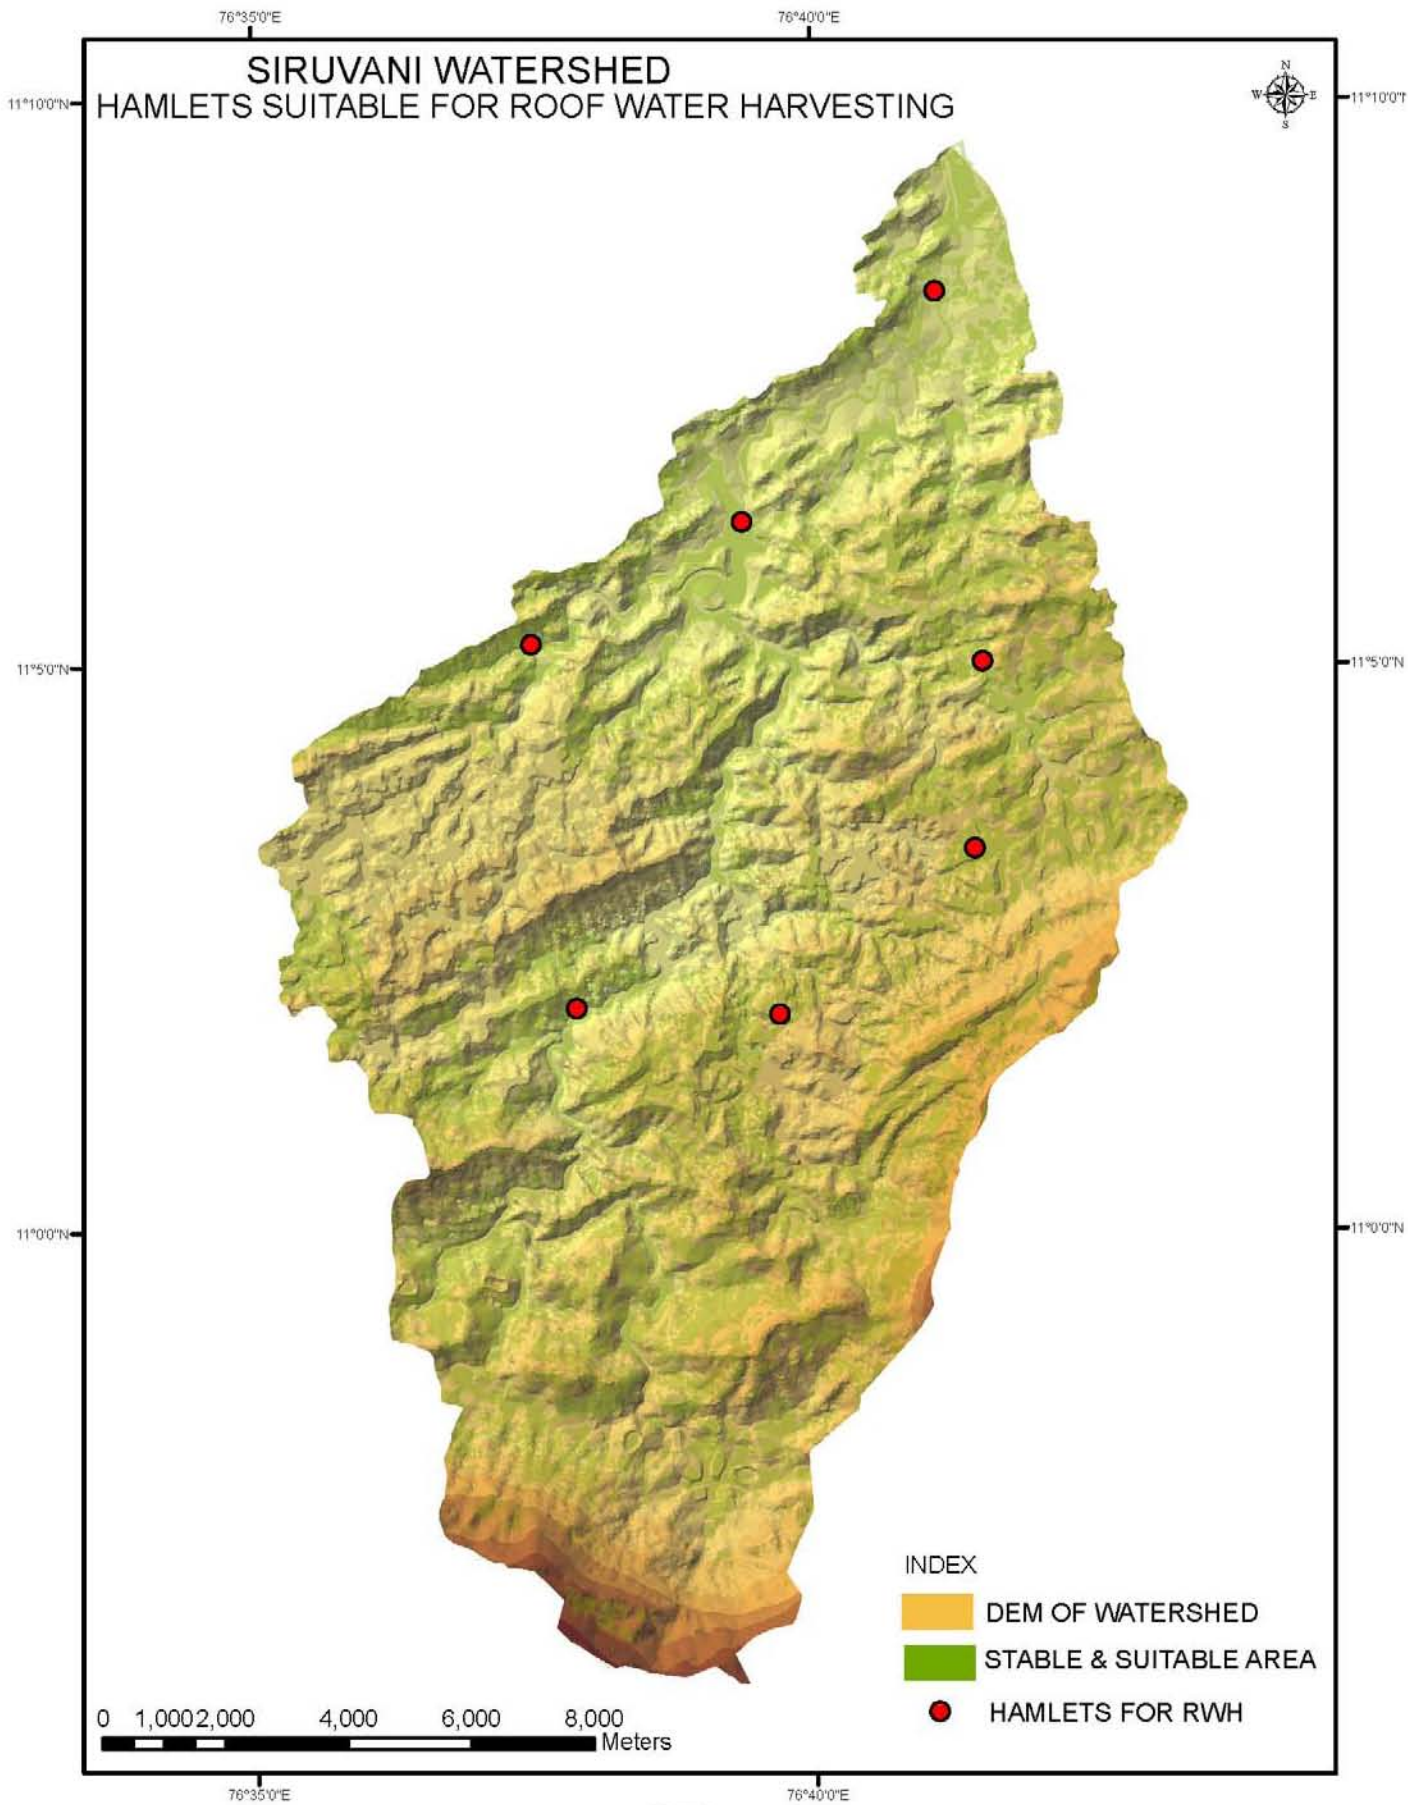 76°35'0"E 76°40'0"E
SIRUVANI WATERSHED
HAMLETS SUITABLE FOR ROOF WATER HARVESTING
N
W E
S
11°10'0"N 11°10'0"
11°5'0"N 11°5'0"N
11°0'0"N 11°0'0"N
INDEX
DEM OF WATERSHED
STABLE & SUITABLE AREA
HAMLETS FOR RWH
0 1,000 2,000 4,000 6,000 8,000
Meters
76°35'0"E 76°40'0"E